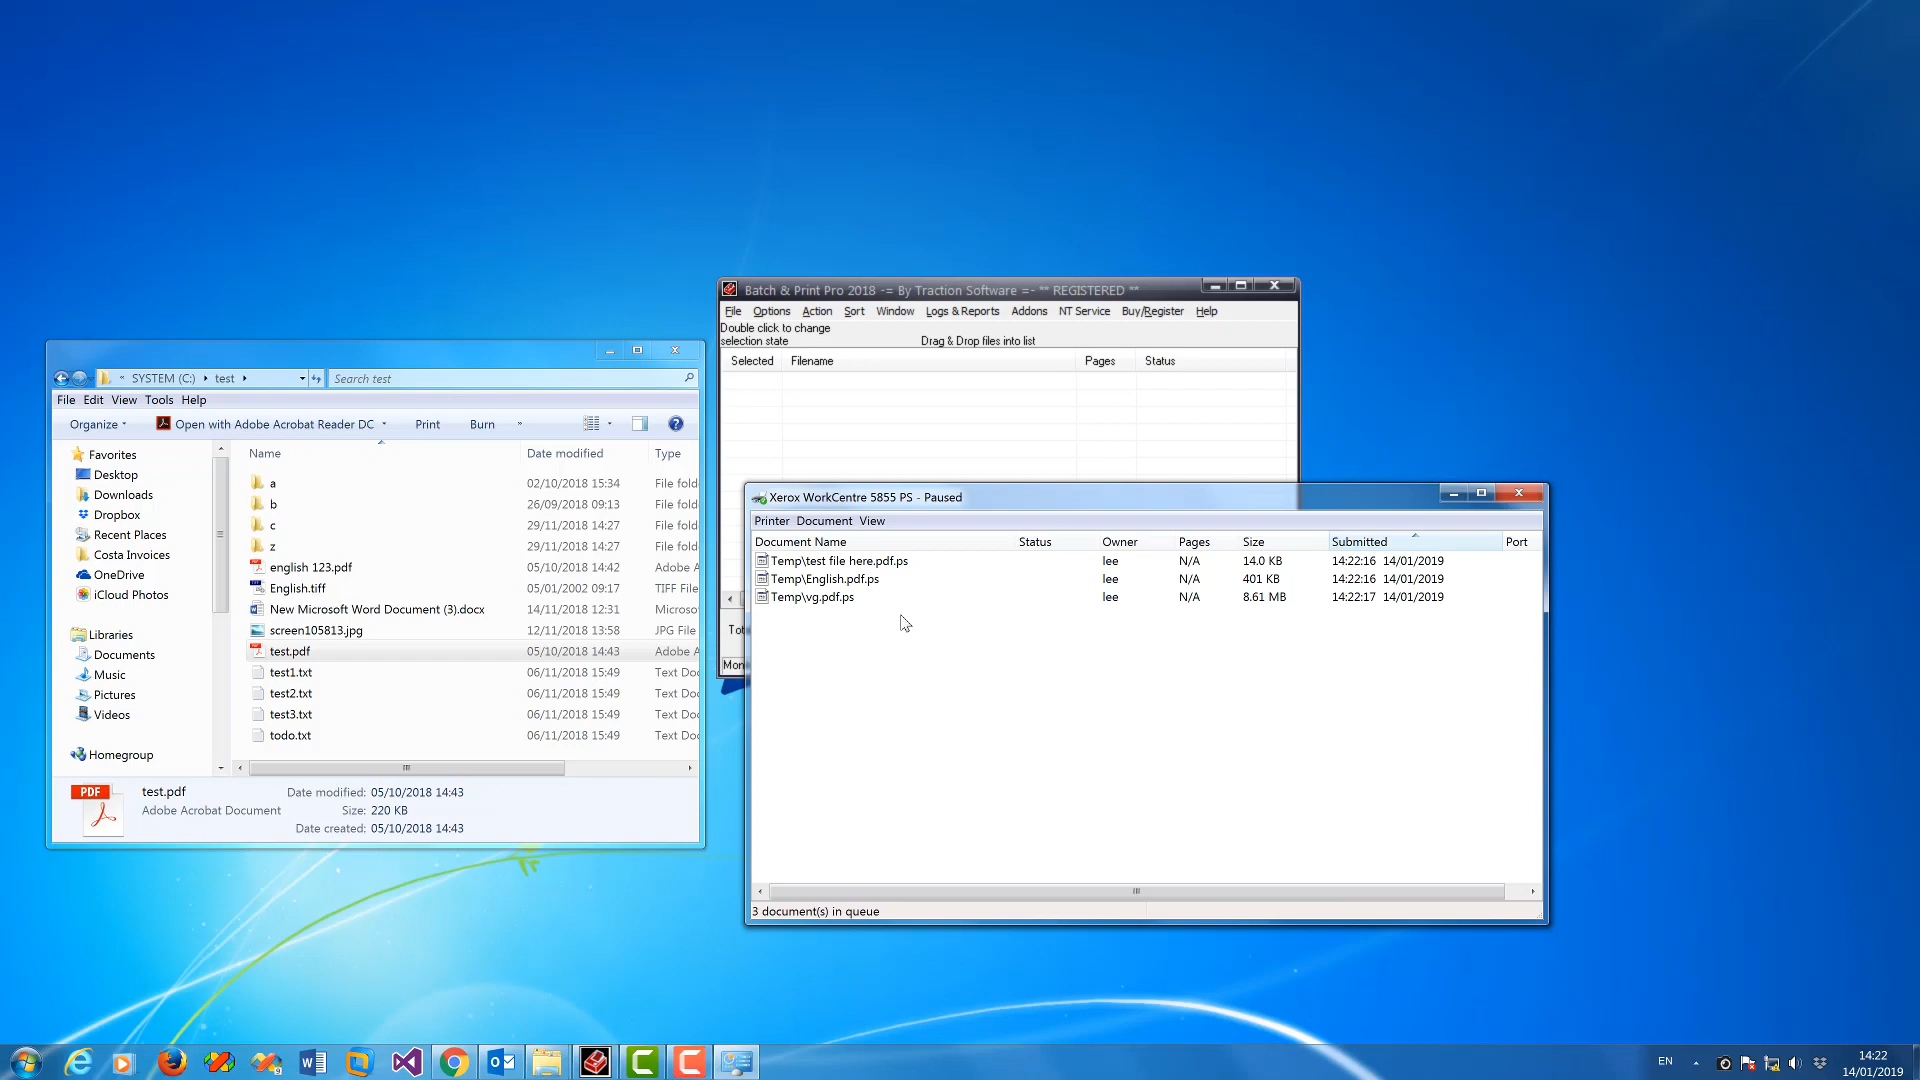 SYSTEM (C:) test Search test
File Edit View Tools Help
Organize Open with Adobe Acrobat Reader DC Print Burn »
Favorites
Desktop
Downloads
Dropbox
Recent Places
Costa Invoices
OneDrive
iCloud Photos
Libraries
Documents
Music
Pictures
Videos
Homegroup
Name Date modified Type
a 02/10/2018 15:34 File fold
b 26/09/2018 09:13 File fold
c 29/11/2018 14:27 File fold
z 29/11/2018 14:27 File fold
english 123.pdf 05/10/2018 14:42 Adobe A
English.tiff 05/01/2002 09:13 TIFF File
New Microsoft Word Document (3).docx 14/11/2018 12:31 Microso
screen105813.jpg 12/11/2018 13:58 JPG File
test.pdf 05/10/2018 14:43 Adobe A
test1.txt 06/11/2018 15:49 Text Doc
test2.txt 06/11/2018 15:49 Text Doc
test3.txt 06/11/2018 15:49 Text Doc
todo.txt 06/11/2018 15:49 Text Doc
PDF
test.pdf Date modified: 05/10/2018 14:43
Adobe Acrobat Document Size: 220 KB
Date created: 05/10/2018 14:43
Batch & Print Pro 2018 -= By Traction Software =- ** REGISTERED **
File Options Action Sort Window Logs & Reports Addons NT Service Buy/Register Help
Double click to change
selection state Drag & Drop files into list
Selected Filename Pages Status
Tot
Mon
Xerox WorkCentre 5855 PS - Paused
Printer Document View
Document Name Status Owner Pages Size Submitted Port
Temp\test file here.pdf.ps lee N/A 14.0 KB 14:22:16 14/01/2019
Temp\English.pdf.ps lee N/A 401 KB 14:22:16 14/01/2019
Temp\vg.pdf.ps lee N/A 8.61 MB 14:22:17 14/01/2019
3 document(s) in queue
EN 14:22
14/01/2019